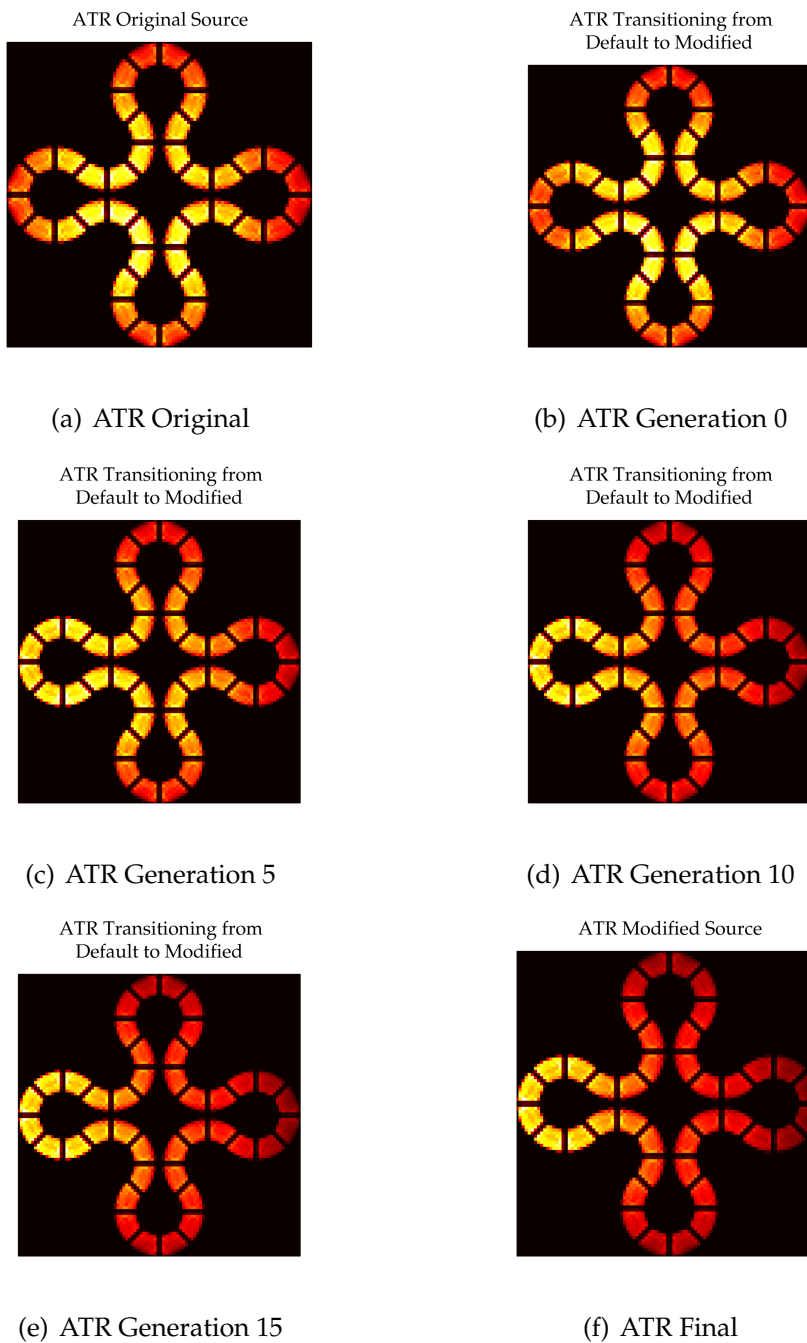 ATR Original Source
ATR Transitioning from
Default to Modified
(a) ATR Original
(b) ATR Generation 0
ATR Transitioning from
Default to Modified
ATR Transitioning from
Default to Modified
(c) ATR Generation 5
(d) ATR Generation 10
ATR Transitioning from
Default to Modified
ATR Modified Source
(e) ATR Generation 15
(f) ATR Final